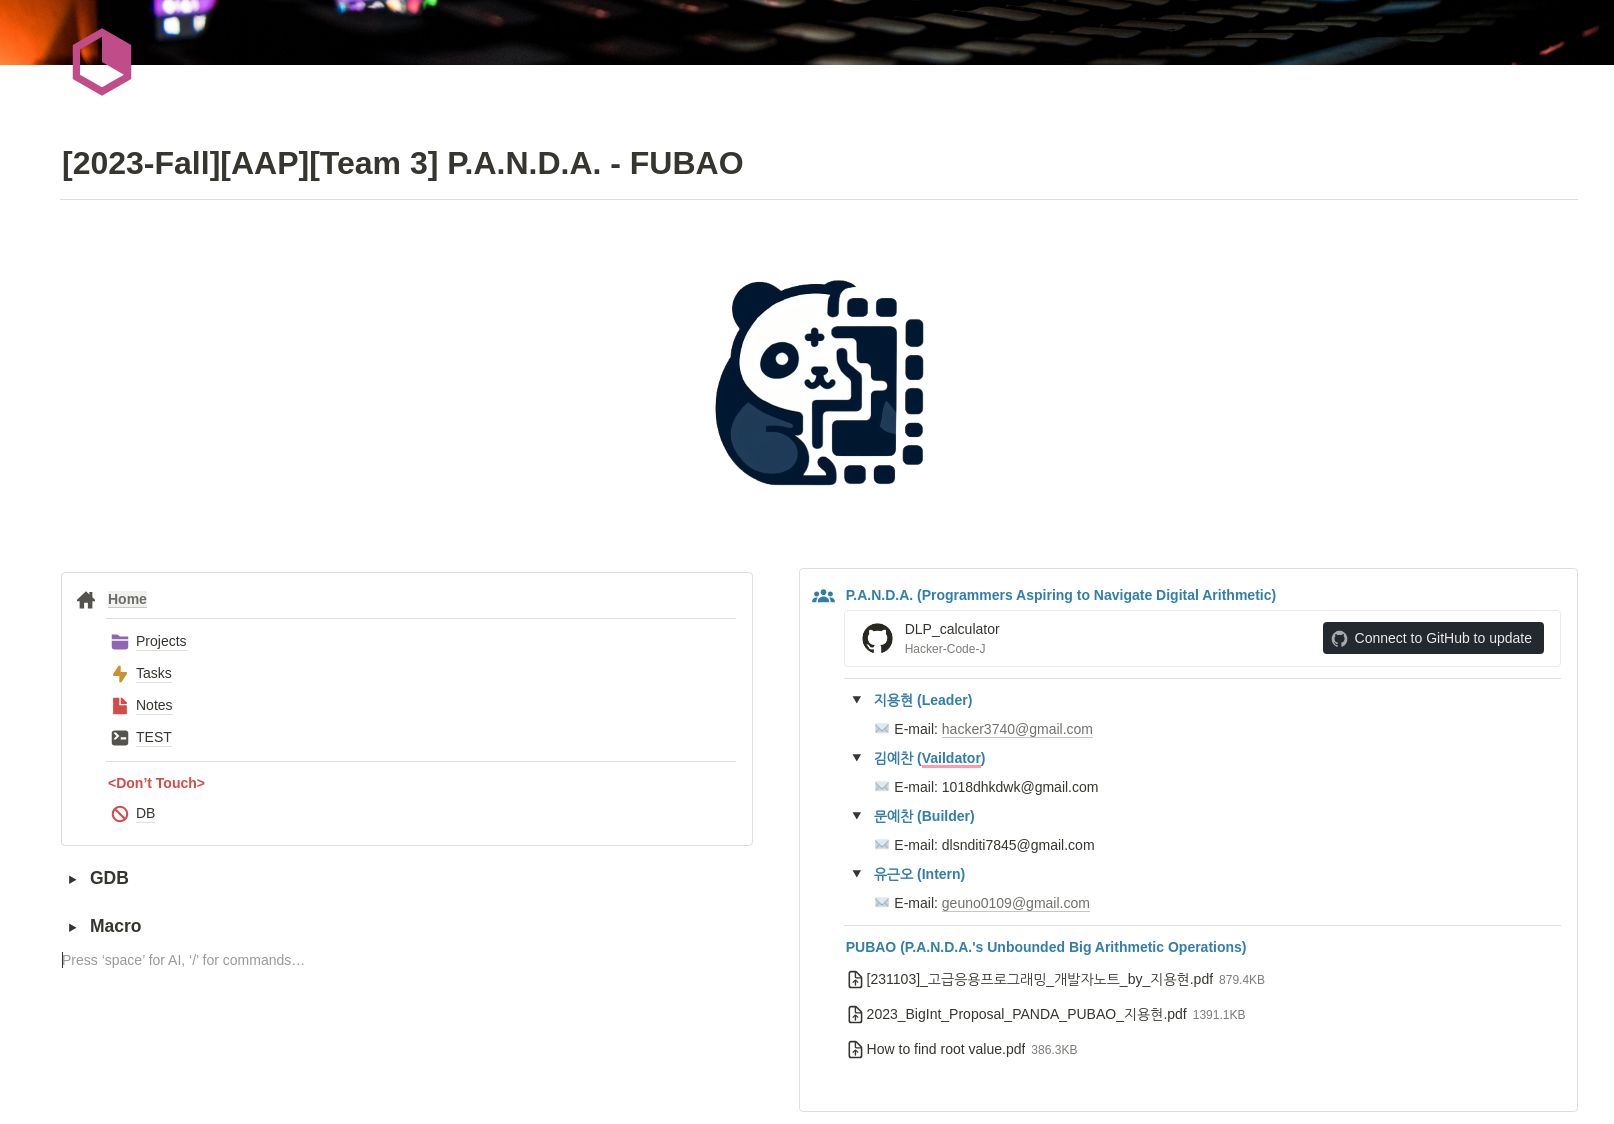 [2023-Fall][AAP][Team 3] P.A.N.D.A. - FUBAO
Home
Projects
Tasks
Notes
TEST
<Don’t Touch>
DB
GDB
Macro
Press ‘space’ for AI, ‘/’ for commands…
P.A.N.D.A. (Programmers Aspiring to Navigate Digital Arithmetic)
DLP_calculator
Hacker-Code-J
Connect to GitHub to update
지용현 (Leader)
E-mail: hacker3740@gmail.com
김예찬 (Vaildator)
E-mail: 1018dhkdwk@gmail.com
문예찬 (Builder)
E-mail: dlsnditi7845@gmail.com
유근오 (Intern)
E-mail: geuno0109@gmail.com
PUBAO (P.A.N.D.A.'s Unbounded Big Arithmetic Operations)
[231103]_고급응용프로그래밍_개발자노트_by_지용현.pdf 879.4KB
2023_BigInt_Proposal_PANDA_PUBAO_지용현.pdf 1391.1KB
How to find root value.pdf 386.3KB